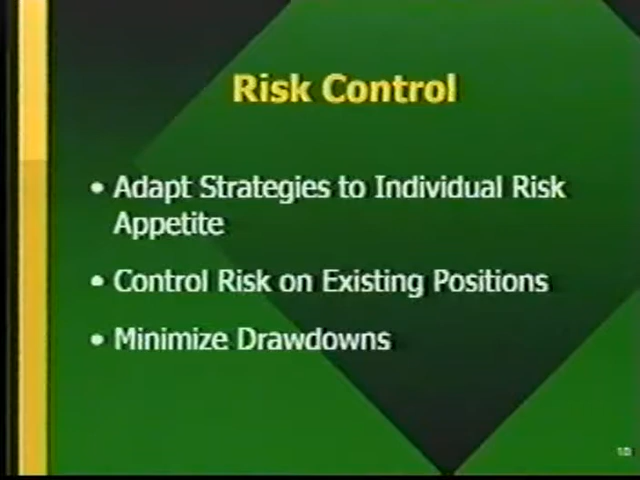 Risk Control
• Adapt Strategies to Individual Risk
Appetite
• Control Risk on Existing Positions
• Minimize Drawdowns
10